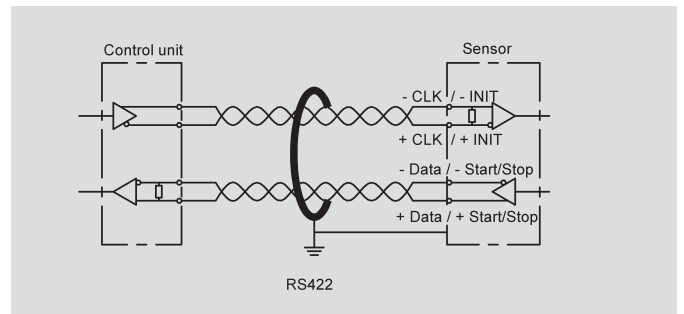 Control unit
Sensor
- CLK / - INIT
+ CLK / + INIT
- Data / - Start/Stop
+ Data / + Start/Stop
RS422